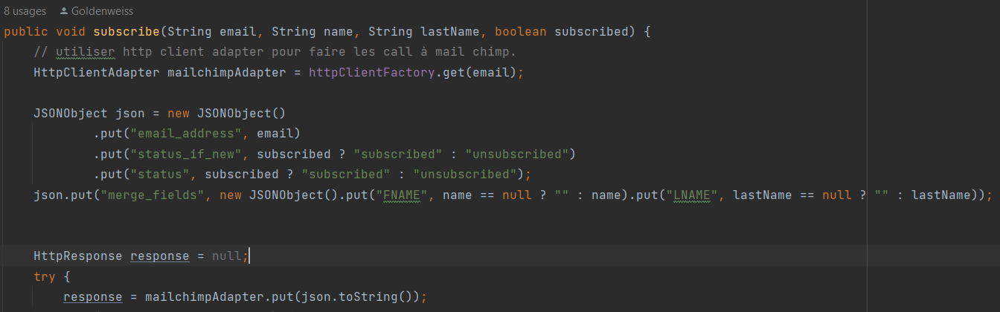 8 usages Goldenweiss
public void subscribe(String email, String name, String lastName, boolean subscribed) {
// utiliser http client adapter pour faire les call à mail chimp.
HttpClientAdapter mailchimpAdapter = httpClientFactory.get(email);
JSONObject json = new JSONObject()
.put("email_address", email)
.put("status_if_new", subscribed ? "subscribed" : "unsubscribed")
.put("status", subscribed ? "subscribed" : "unsubscribed");
json.put("merge_fields", new JSONObject().put("FNAME", name == null ? "" : name).put("LNAME", lastName == null ? "" : lastName));
HttpResponse response = null;
try {
response = mailchimpAdapter.put(json.toString());